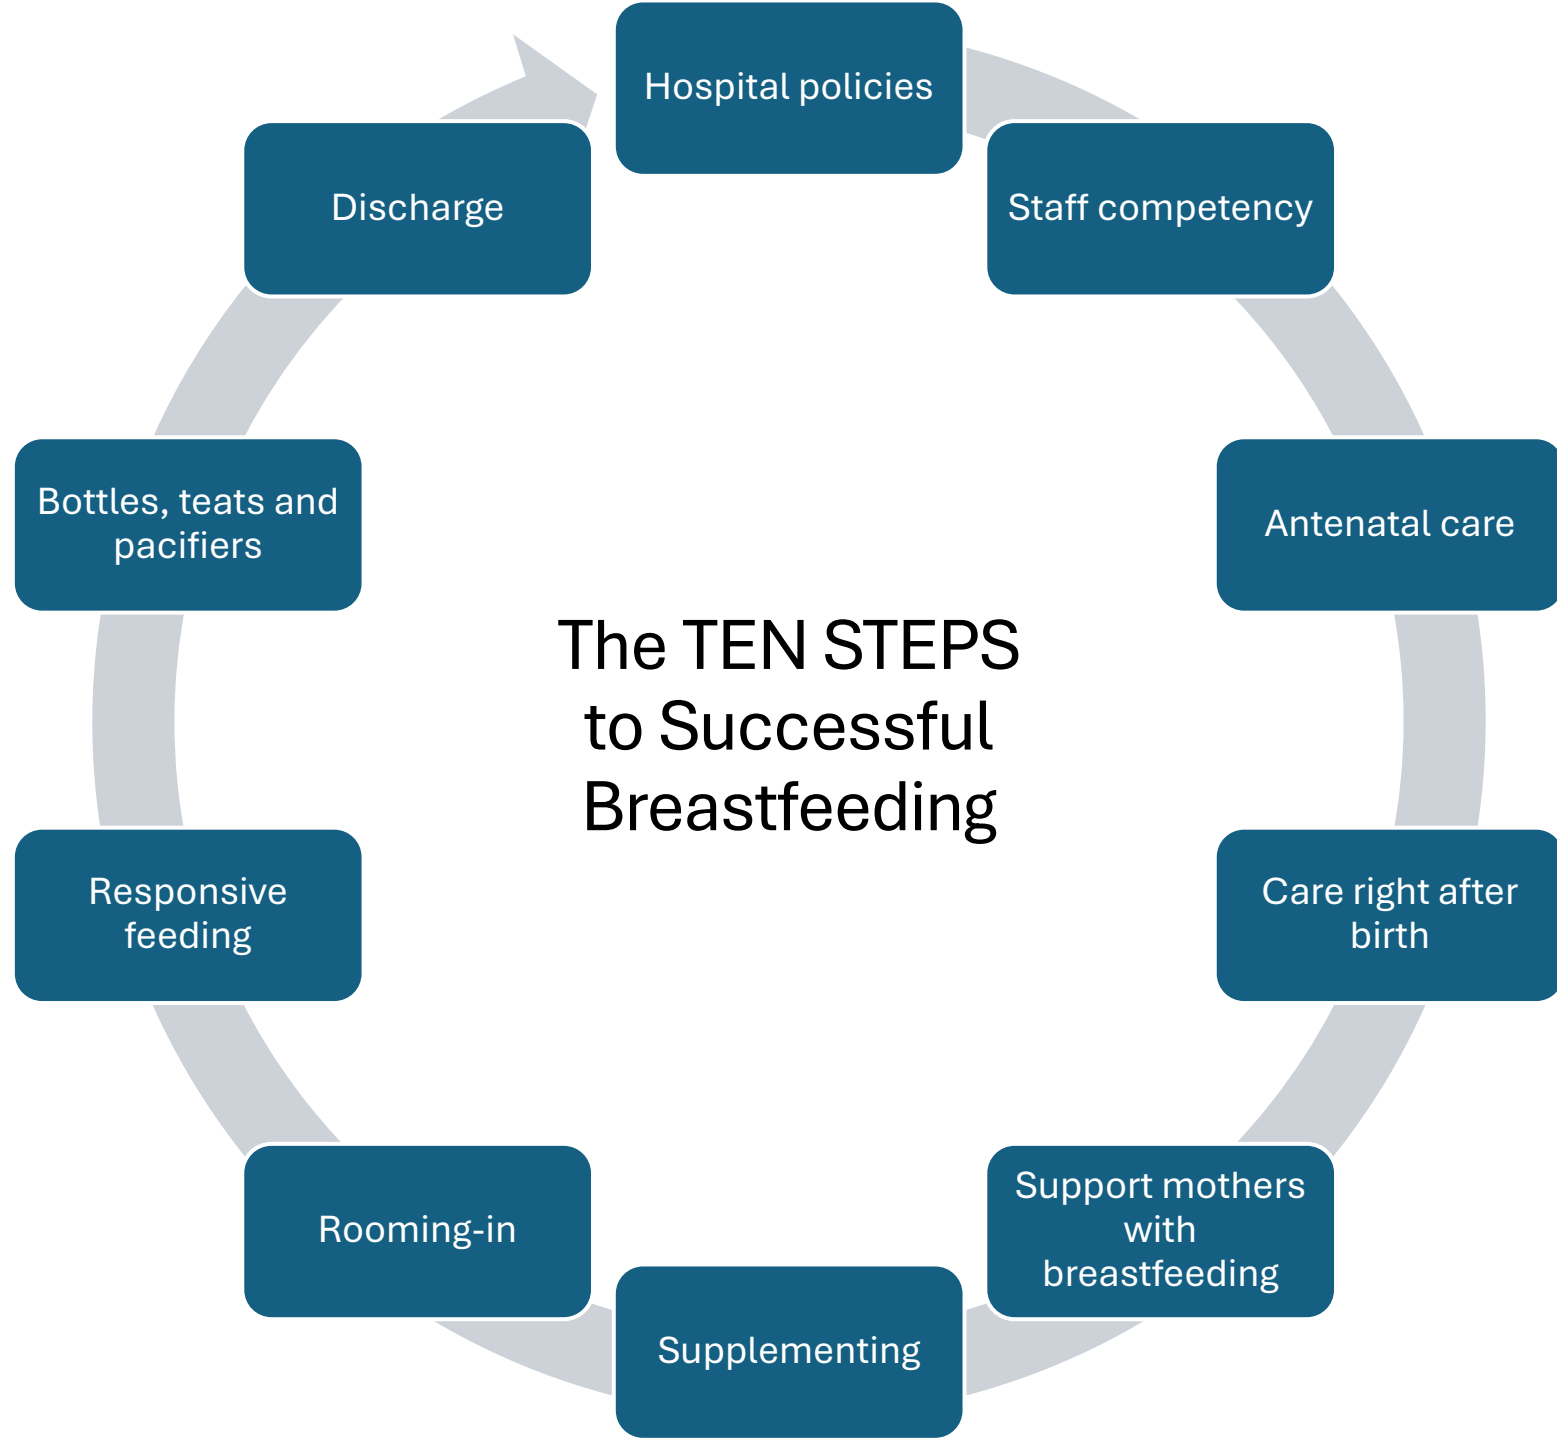 Hospital policies
Staff competency
Antenatal care
Care right after
birth
Support mothers
with
breastfeeding
Supplementing
Rooming-in
Responsive
feeding
Bottles, teats and
pacifiers
Discharge
The TEN STEPS
to Successful
Breastfeeding